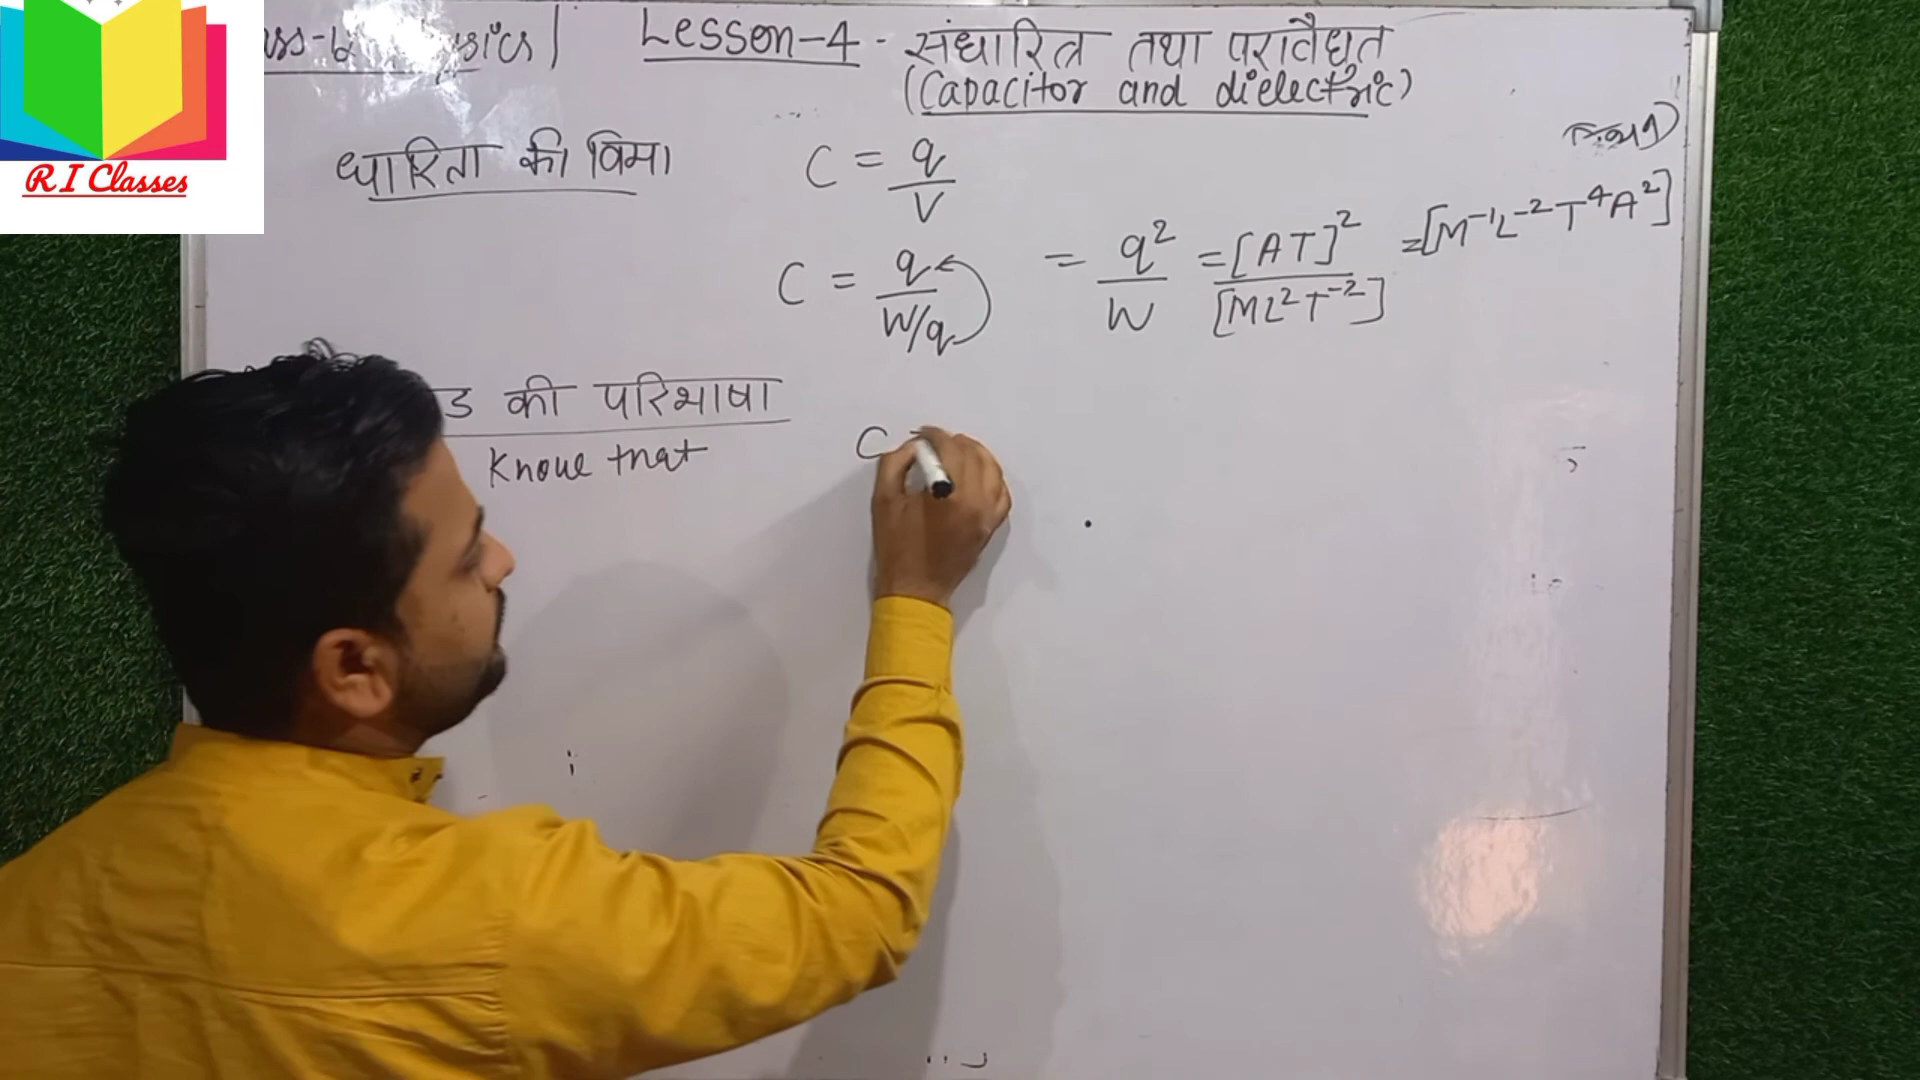 R I Classes
Lesson-4 - संधारित्र तथा परावैद्युत
(Capacitor and dielectric)
धारिता की विमा
C = q/V
C = q/W/q = q²/W = [AT]²/[ML²T⁻²] = [M⁻¹L⁻²T⁴A²]
की परिभाषा
Know that
C =